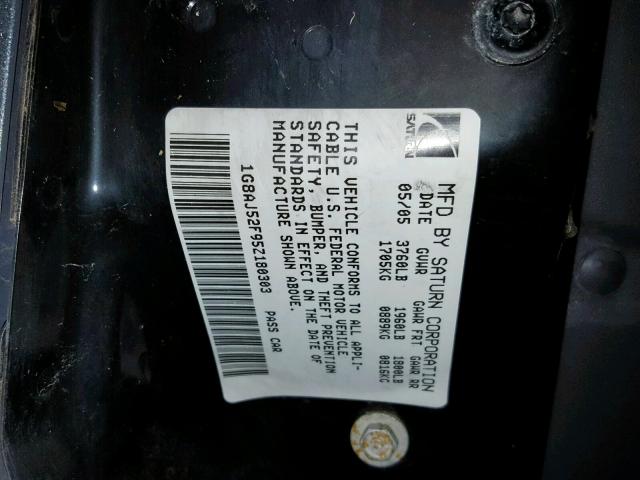 SATURN
MFD BY SATURN CORPORATION
DATE GVWR GAWR FRT GAWR RR
05/05 3760LB 1960LB 1800LB
1705KG 0889KG 0816KG
THIS VEHICLE CONFORMS TO ALL APPLI-
CABLE U.S. FEDERAL MOTOR VEHICLE
SAFETY, BUMPER, AND THEFT PREVENTION
STANDARDS IN EFFECT ON THE DATE OF
MANUFACTURE SHOWN ABOVE.
1G8AJ52F95Z180303 PASS CAR